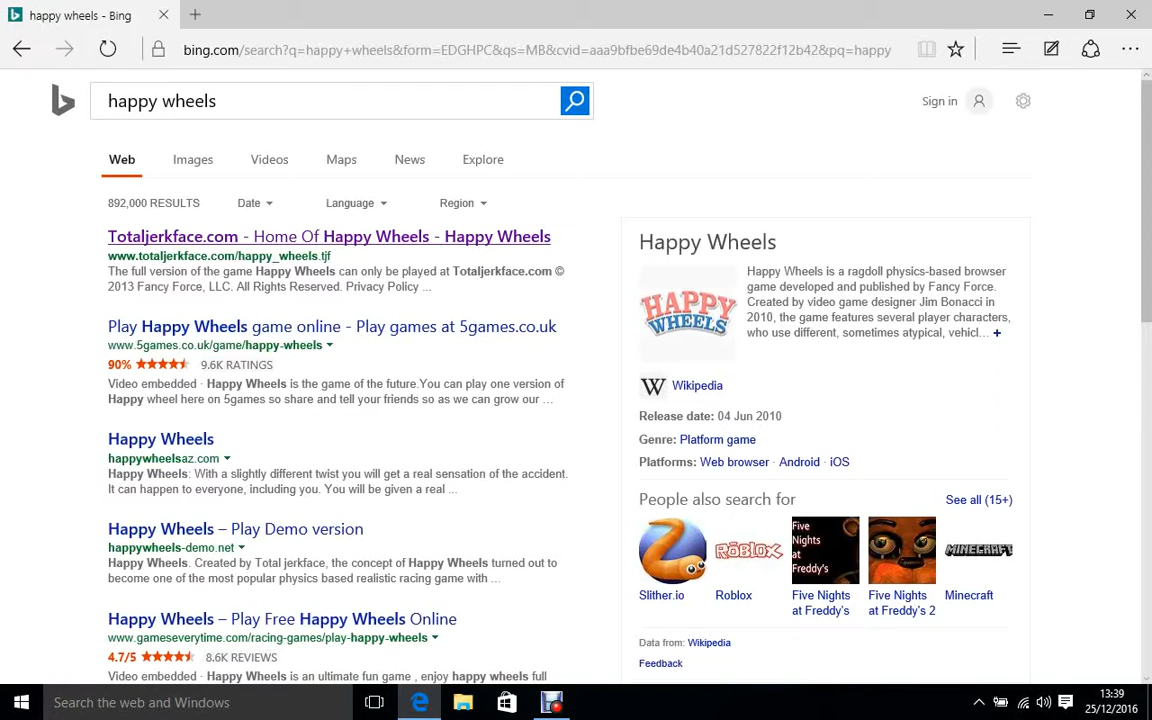 happy wheels - Bing
bing.com/search?q=happy+wheels&form=EDGHPC&qs=MB&cvid=aaa9bfbe69de4b40a21d527822f12b42&pq=happy
happy wheels
Sign in
Web Images Videos Maps News Explore
892,000 RESULTS Date Language Region
Totaljerkface.com - Home Of Happy Wheels - Happy Wheels
www.totaljerkface.com/happy_wheels.tjf
The full version of the game Happy Wheels can only be played at Totaljerkface.com ©
2013 Fancy Force, LLC. All Rights Reserved. Privacy Policy ...
Play Happy Wheels game online - Play games at 5games.co.uk
www.5games.co.uk/game/happy-wheels
90% 9.6K RATINGS
Video embedded · Happy Wheels is the game of the future.You can play one version of
Happy wheel here on 5games so share and tell your friends so as we can grow our ...
Happy Wheels
happywheelsaz.com
Happy Wheels: With a slightly different twist you will get a real sensation of the accident.
It can happen to everyone, including you. You will be given a real ...
Happy Wheels – Play Demo version
happywheels-demo.net
Happy Wheels. Created by Total jerkface, the concept of Happy Wheels turned out to
become one of the most popular physics based realistic racing game with ...
Happy Wheels – Play Free Happy Wheels Online
www.gameseverytime.com/racing-games/play-happy-wheels
4.7/5 8.6K REVIEWS
Video embedded · Happy Wheels is an ultimate fun game , enjoy happy wheels full
Happy Wheels
HAPPY
WHEELS
Happy Wheels is a ragdoll physics-based browser
game developed and published by Fancy Force.
Created by video game designer Jim Bonacci in
2010, the game features several player characters,
who use different, sometimes atypical, vehicl... +
W Wikipedia
Release date: 04 Jun 2010
Genre: Platform game
Platforms: Web browser · Android · iOS
People also search for See all (15+)
ROBLOX
Five
Nights
at
Freddy's
MINECRAFT
Slither.io
Roblox
Five Nights
at Freddy's
Five Nights
at Freddy's 2
Minecraft
Data from: Wikipedia
Feedback
Search the web and Windows
13:39
25/12/2016